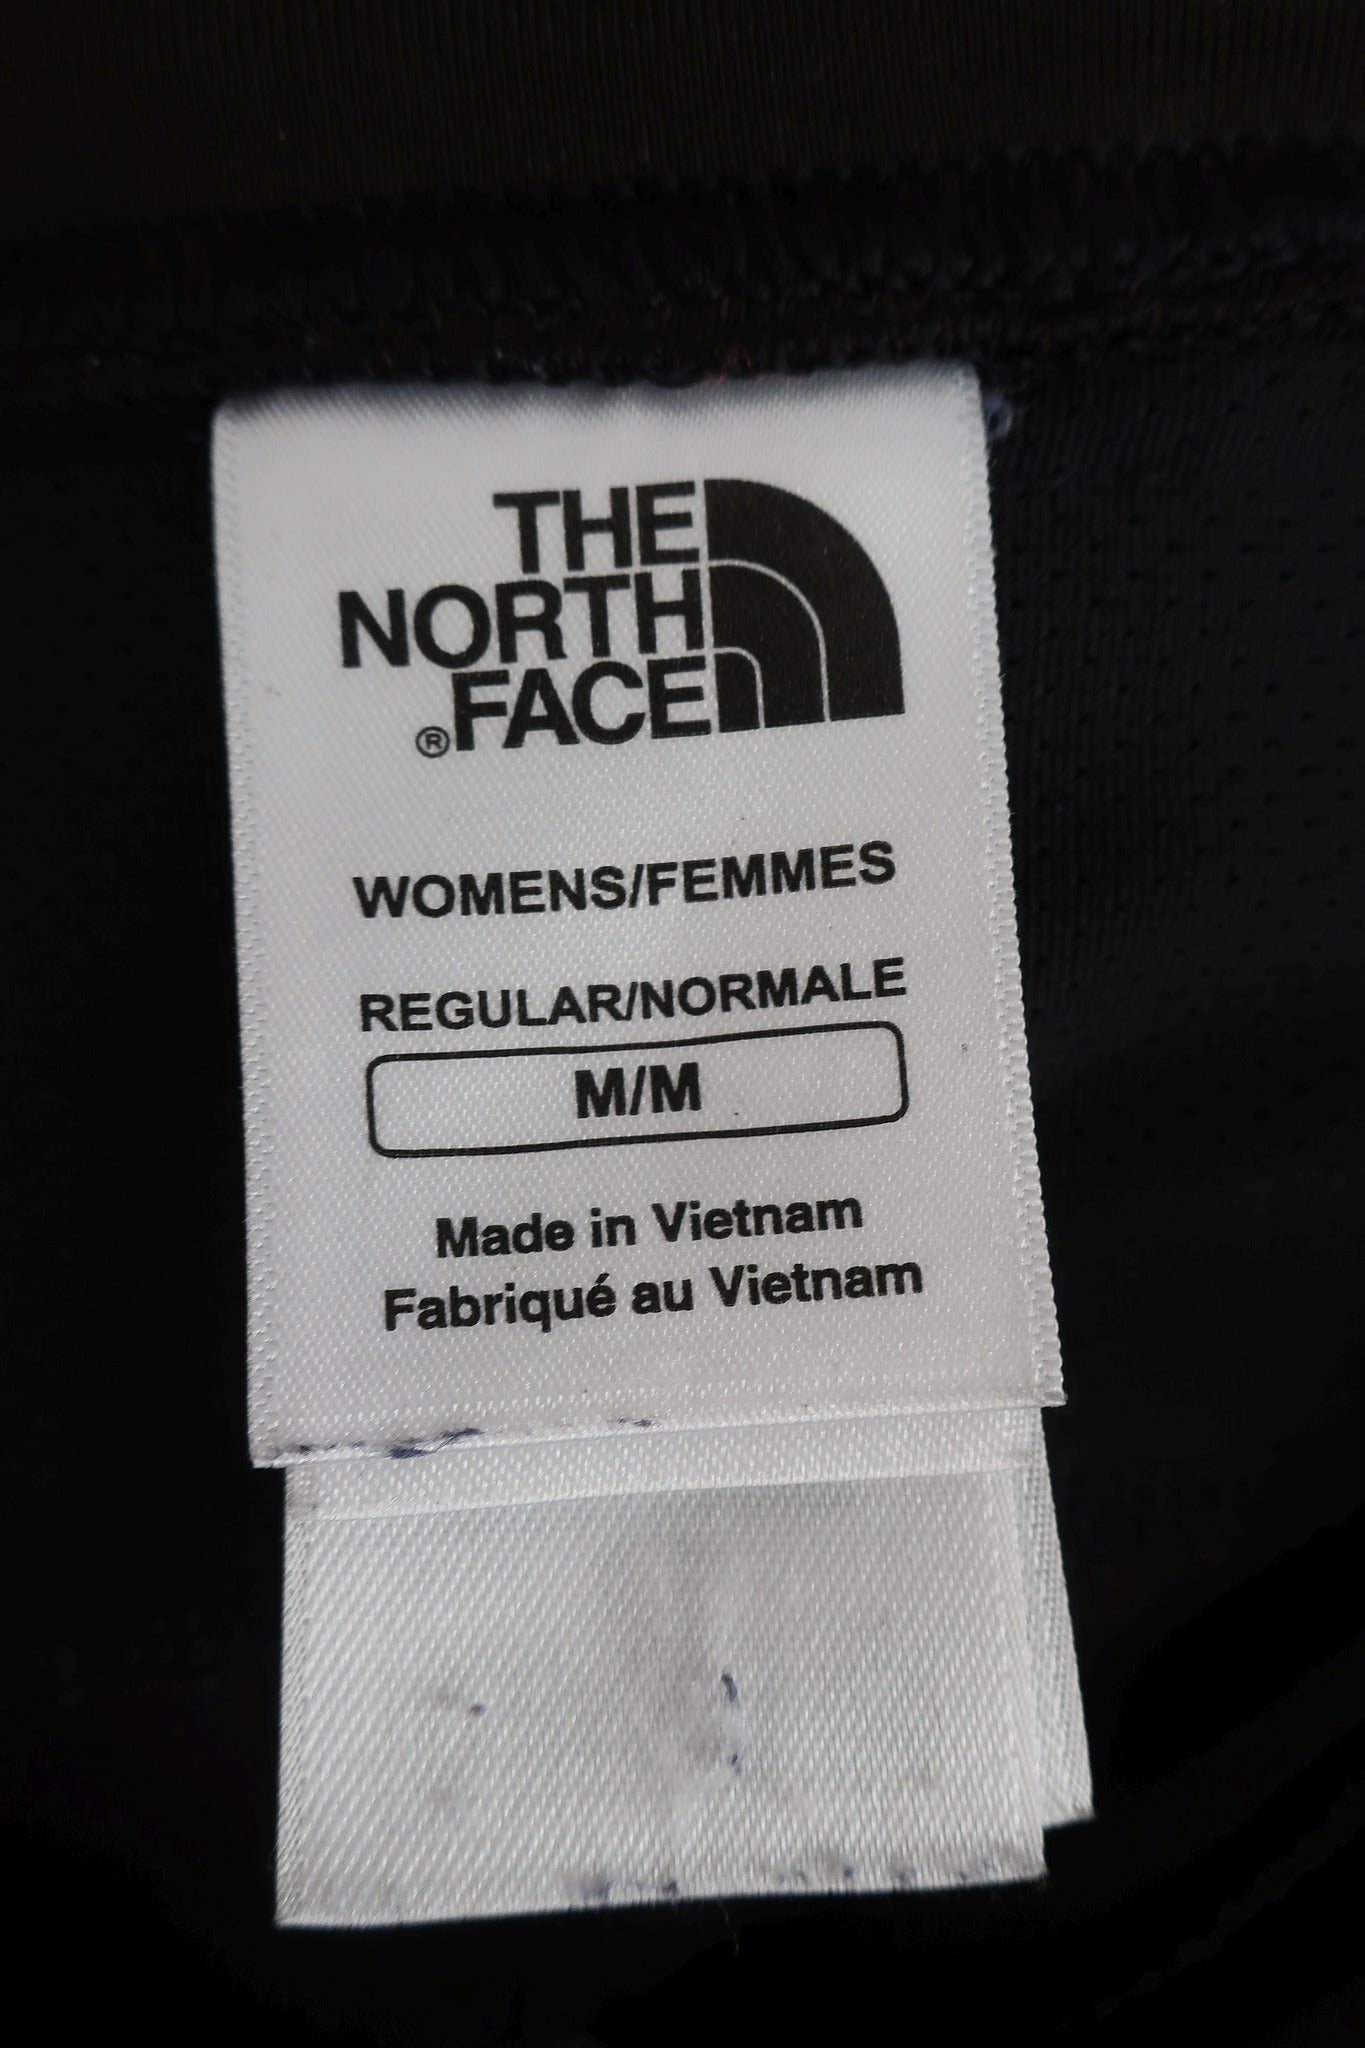 THE
NORTH
®FACE
WOMENS/FEMMES
REGULAR/NORMALE
M/M
Made in Vietnam
Fabriqué au Vietnam